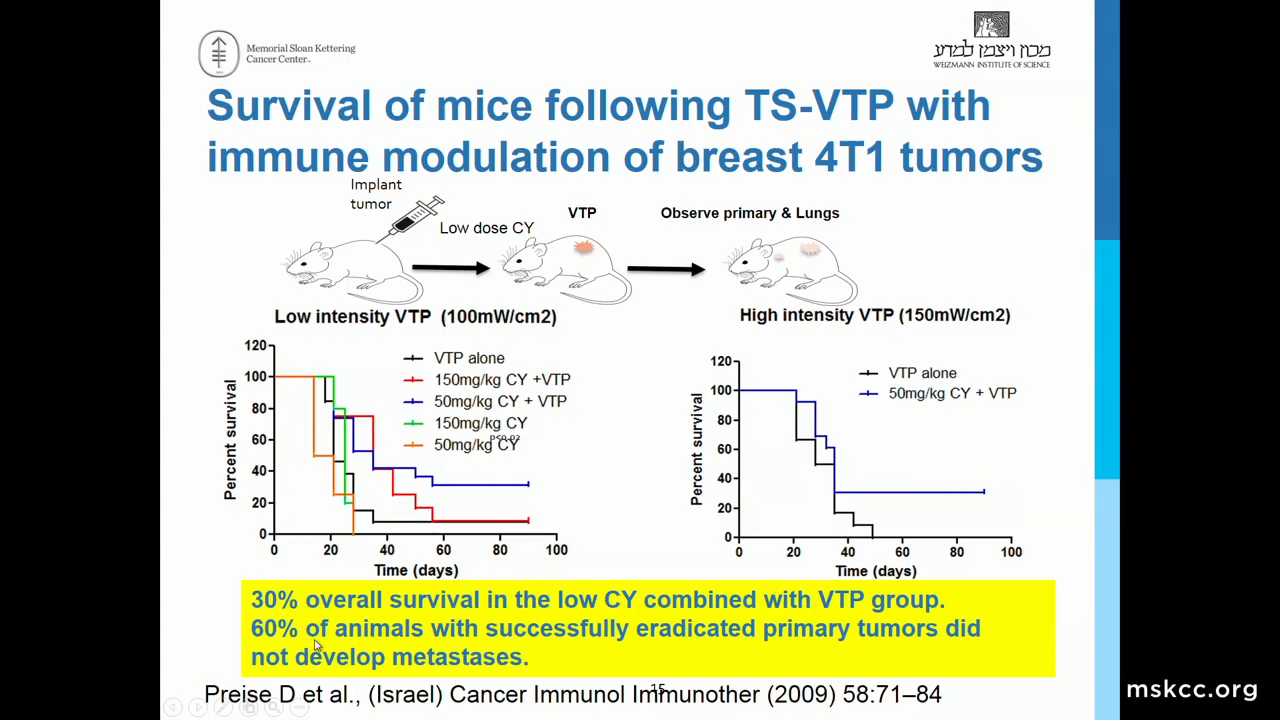 Memorial Sloan Kettering
Cancer Center™
מכון ויצמן למדע
WEIZMANN INSTITUTE OF SCIENCE
Survival of mice following TS-VTP with
immune modulation of breast 4T1 tumors
Implant
tumor
Low dose CY
VTP
Observe primary & Lungs
Low intensity VTP (100mW/cm2)
120
100
80
60
40
20
0
Percent survival
VTP alone
150mg/kg CY +VTP
50mg/kg CY + VTP
150mg/kg CY
50mg/kg CY
0 20 40 60 80 100
Time (days)
High intensity VTP (150mW/cm2)
120
100
80
60
40
20
0
Percent survival
VTP alone
50mg/kg CY + VTP
0 20 40 60 80 100
Time (days)
30% overall survival in the low CY combined with VTP group.
60% of animals with successfully eradicated primary tumors did
not develop metastases.
15
Preise D et al., (Israel) Cancer Immunol Immunother (2009) 58:71–84
mskcc.org